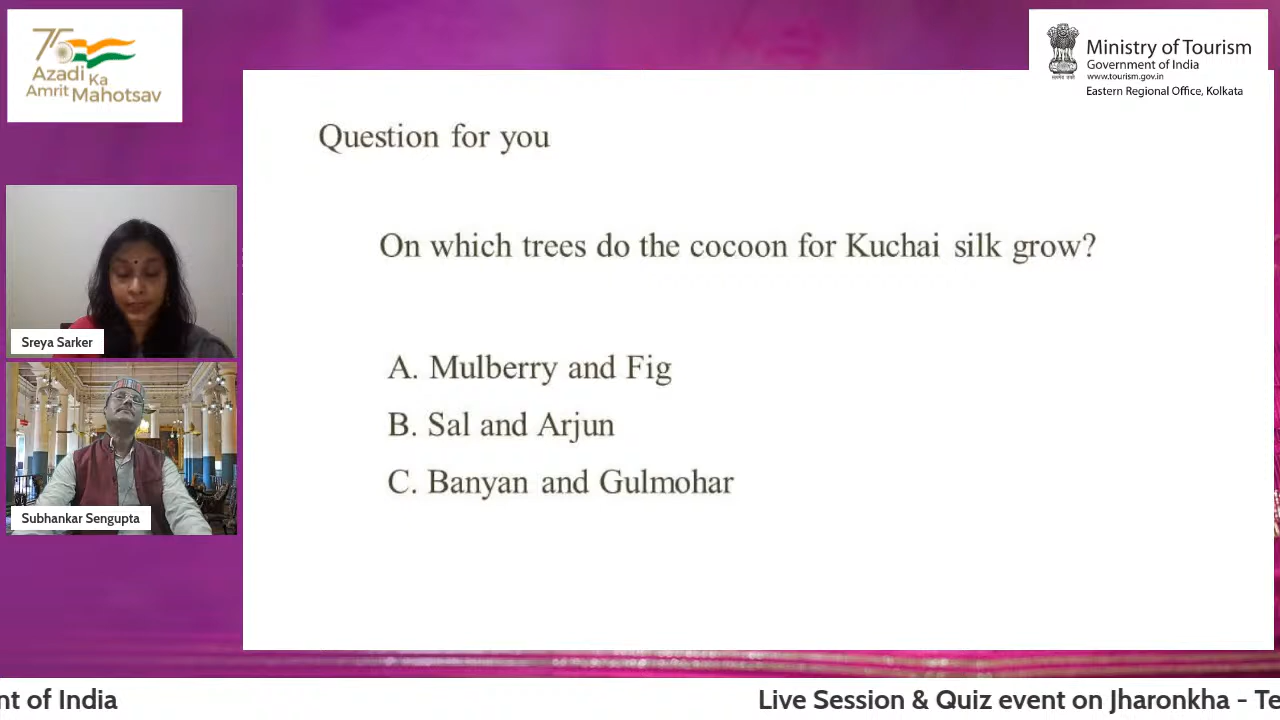 75
Azadi Ka
Amrit Mahotsav
Ministry of Tourism
Government of India
www.tourism.gov.in
Eastern Regional Office, Kolkata
Question for you
On which trees do the cocoon for Kuchai silk grow?
A. Mulberry and Fig
B. Sal and Arjun
C. Banyan and Gulmohar
Sreya Sarker
Subhankar Sengupta
nt of India
Live Session & Quiz event on Jharonkha - Te